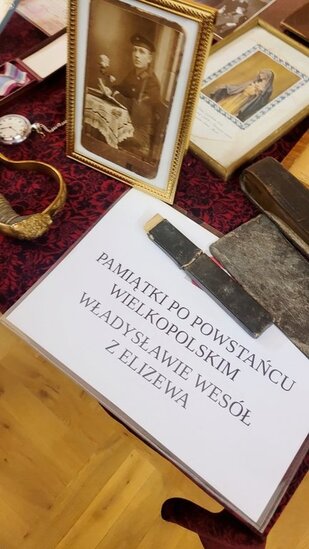 PAMIĄTKI PO POWSTAŃCU
WIELKOPOLSKIM
WŁADYSŁAWIE WESÓŁ
Z ELIZEWA